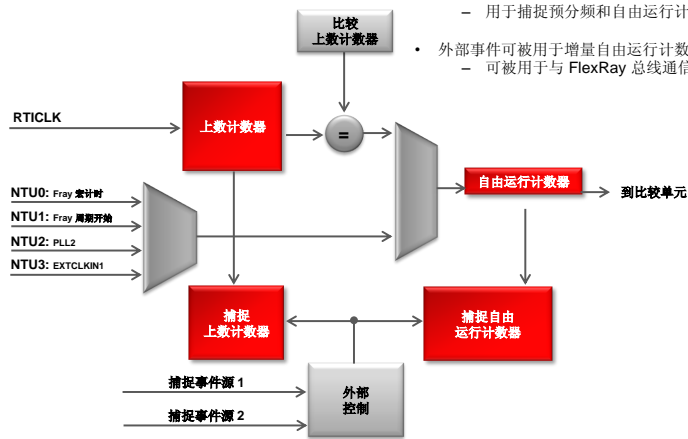 – 用于捕捉预分频和自由运行计
• 外部事件可被用于增量自由运行计数
– 可被用于与 FlexRay 总线通信
比较
上数计数器
RTICLK
上数计数器
=
自由运行计数器
到比较单元
NTU0: Fray 宏计时
NTU1: Fray 周期开始
NTU2: PLL2
NTU3: EXTCLKIN1
捕捉
上数计数器
捕捉自由
运行计数器
捕捉事件源 1
捕捉事件源 2
外部
控制